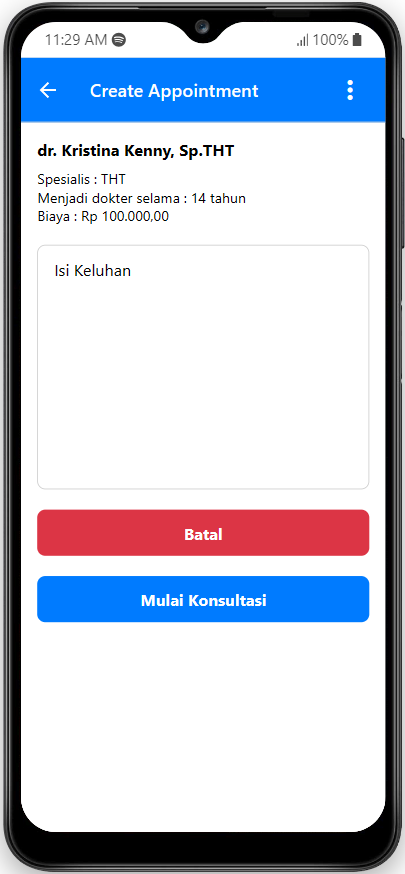 11:29 AM 100%
Create Appointment
dr. Kristina Kenny, Sp.THT
Spesialis : THT
Menjadi dokter selama : 14 tahun
Biaya : Rp 100.000,00
Isi Keluhan
Batal
Mulai Konsultasi